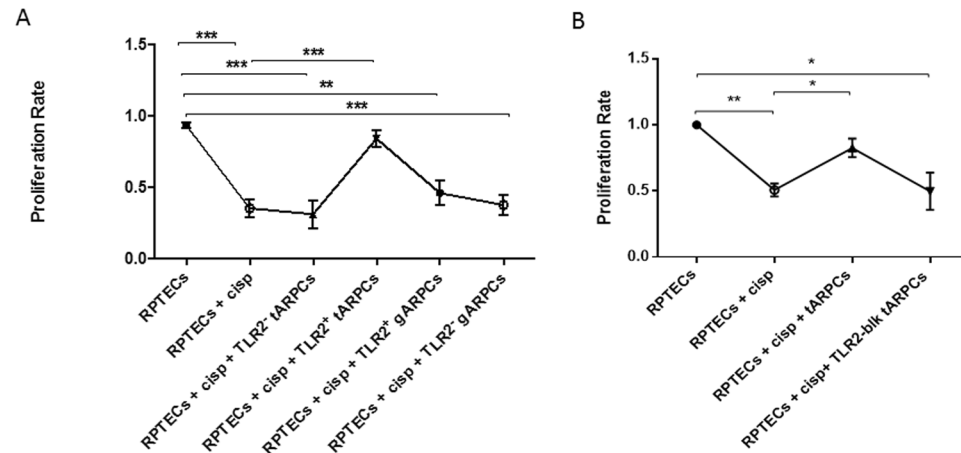 A
***
***
***
**
***
Proliferation Rate
1.5
1.0
0.5
0.0
RPTECs
RPTECs + cisp
RPTECs + cisp + TLR2⁻ tARPCs
RPTECs + cisp + TLR2⁺ tARPCs
RPTECs + cisp + TLR2⁺ gARPCs
RPTECs + cisp + TLR2⁻ gARPCs
B
*
*
**
Proliferation Rate
1.5
1.0
0.5
0.0
RPTECs
RPTECs + cisp
RPTECs + cisp + tARPCs
RPTECs + cisp+ TLR2-blk tARPCs